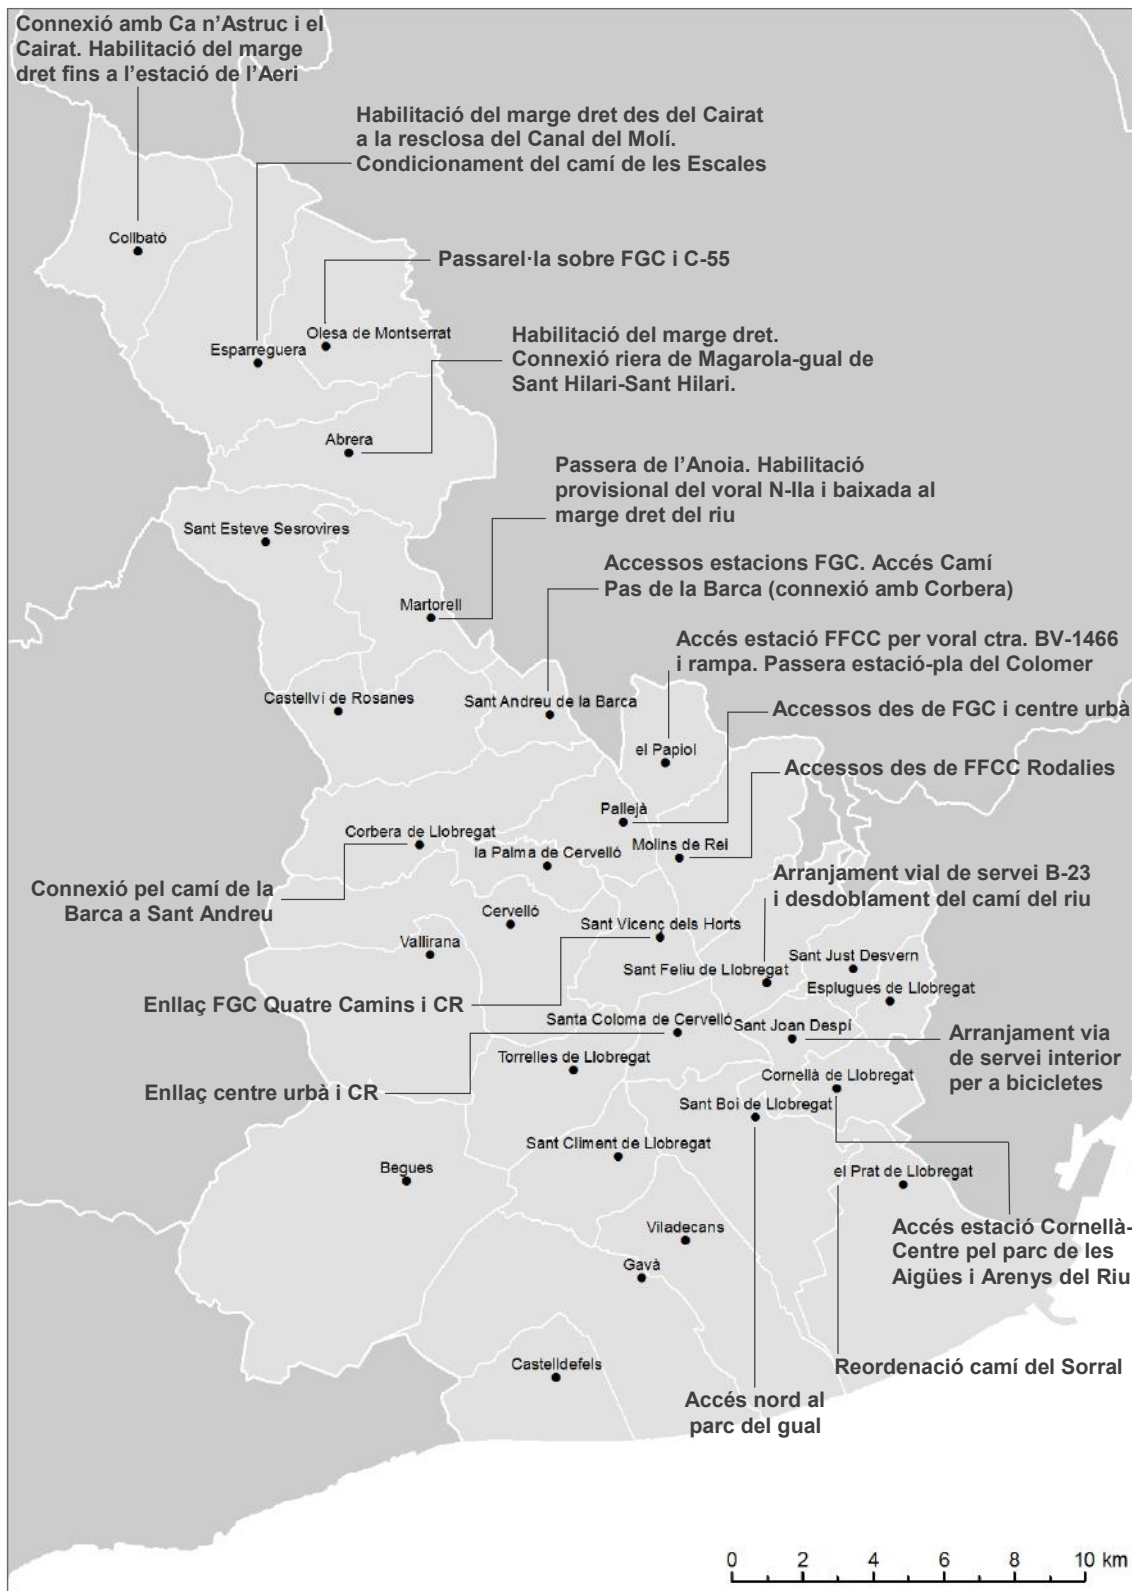 Connexió amb Ca n’Astruc i el
Cairat. Habilitació del marge
dret fins a l’estació de l’Aeri
Habilitació del marge dret des del Cairat
a la resclosa del Canal del Molí.
Condicionament del camí de les Escales
Collbató
Passarel·la sobre FGC i C-55
Olesa de Montserrat
Esparreguera
Habilitació del marge dret.
Connexió riera de Magarola-gual de
Sant Hilari-Sant Hilari.
Abrera
Passera de l’Anoia. Habilitació
provisional del voral N-IIa i baixada al
marge dret del riu
Sant Esteve Sesrovires
Accessos estacions FGC. Accés Camí
Pas de la Barca (connexió amb Corbera)
Martorell
Accés estació FFCC per voral ctra. BV-1466
i rampa. Passera estació-pla del Colomer
Castellví de Rosanes
Sant Andreu de la Barca
Accessos des de FGC i centre urbà
el Papiol
Accessos des de FFCC Rodalies
Pallejà
Corbera de Llobregat
la Palma de Cervelló
Molins de Rei
Connexió pel camí de la
Barca a Sant Andreu
Arranjament vial de servei B-23
i desdoblament del camí del riu
Cervelló
Sant Vicenç dels Horts
Vallirana
Sant Feliu de Llobregat
Sant Just Desvern
Esplugues de Llobregat
Enllaç FGC Quatre Camins i CR
Santa Coloma de Cervelló
Sant Joan Despí
Arranjament via
de servei interior
per a bicicletes
Torrelles de Llobregat
Cornellà de Llobregat
Enllaç centre urbà i CR
Sant Boi de Llobregat
Sant Climent de Llobregat
Begues
el Prat de Llobregat
Viladecans
Accés estació Cornellà-
Centre pel parc de les
Aigües i Arenys del Riu
Gavà
Castelldefels
Reordenació camí del Sorral
Accés nord al
parc del gual
0 2 4 6 8 10 km